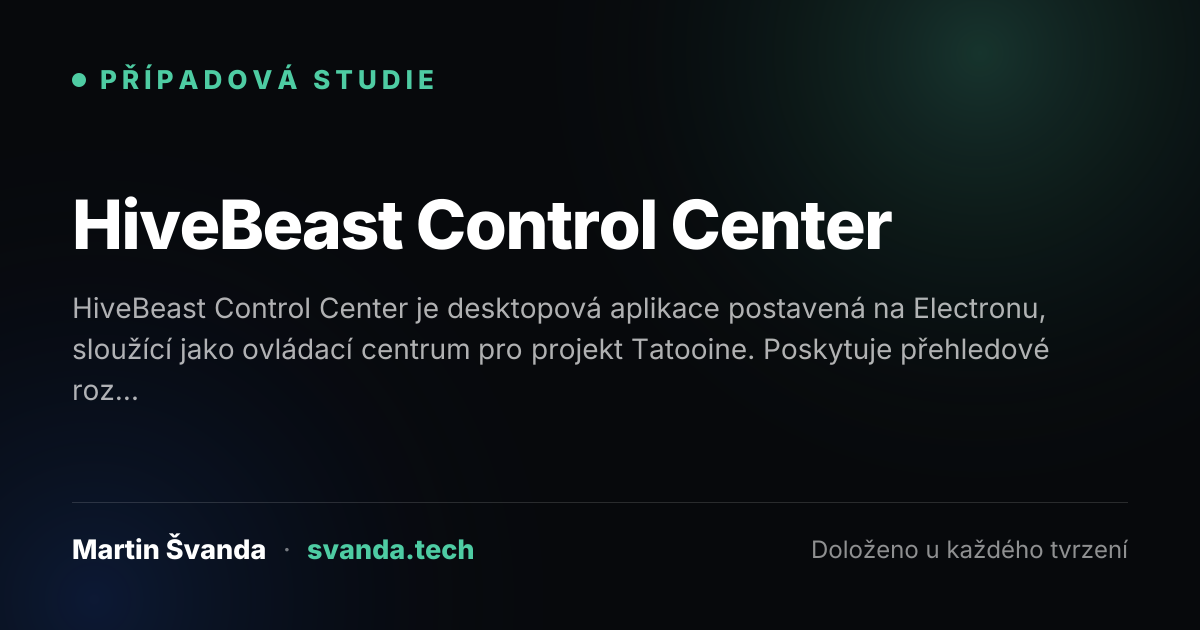 PŘÍPADOVÁ STUDIE
HiveBeast Control Center
HiveBeast Control Center je desktopová aplikace postavená na Electronu,
sloužící jako ovládací centrum pro projekt Tatooine. Poskytuje přehledové
roz…
Martin Švanda · svanda.tech
Doloženo u každého tvrzení